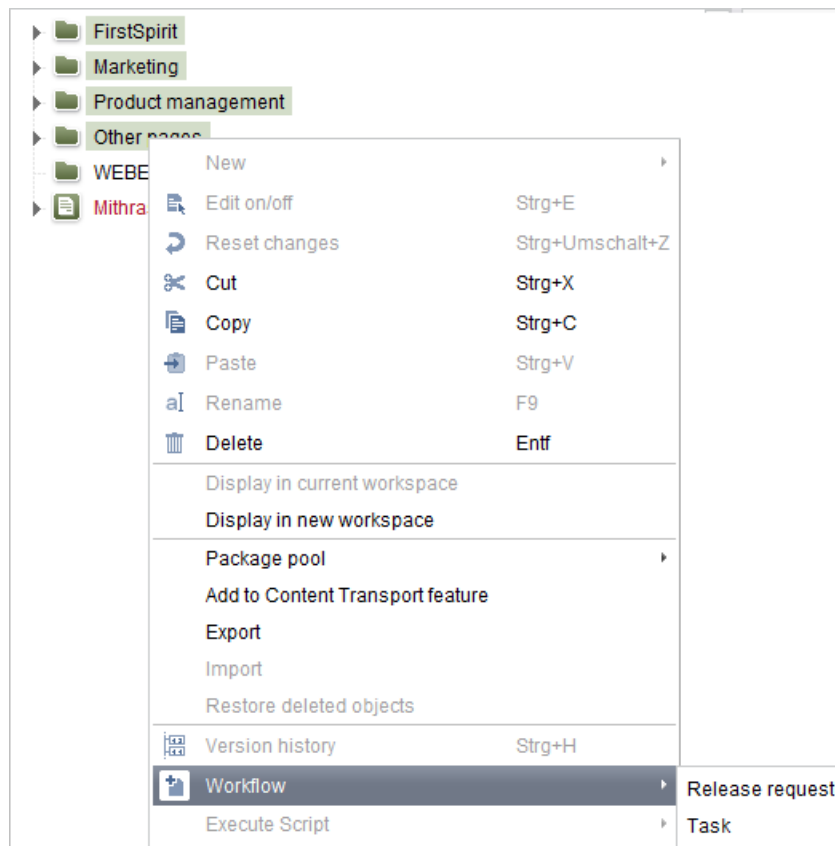 FirstSpirit
Marketing
Product management
Other pages
WEBE
Mithra
New
Edit on/off Strg+E
Reset changes Strg+Umschalt+Z
Cut Strg+X
Copy Strg+C
Paste Strg+V
Rename F9
Delete Entf
Display in current workspace
Display in new workspace
Package pool
Add to Content Transport feature
Export
Import
Restore deleted objects
Version history Strg+H
Workflow
Release request
Execute Script
Task